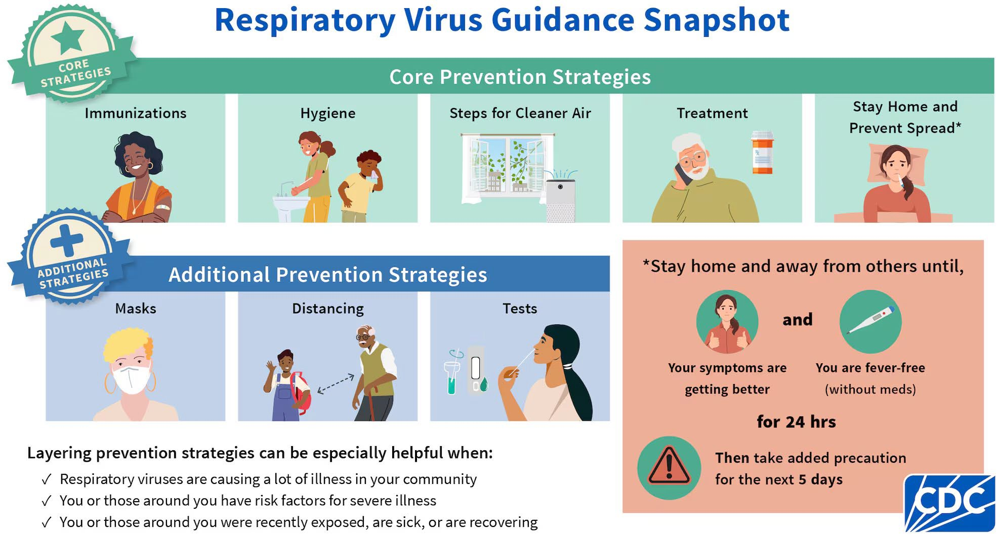 Respiratory Virus Guidance Snapshot
CORE
STRATEGIES
Core Prevention Strategies
Immunizations
Hygiene
Steps for Cleaner Air
Treatment
Rx
Stay Home and
Prevent Spread*
ADDITIONAL
STRATEGIES
Additional Prevention Strategies
Masks
Distancing
Tests
Layering prevention strategies can be especially helpful when:
✓ Respiratory viruses are causing a lot of illness in your community
✓ You or those around you have risk factors for severe illness
✓ You or those around you were recently exposed, are sick, or are recovering
*Stay home and away from others until,
Your symptoms are
getting better
and
You are fever-free
(without meds)
for 24 hrs
Then take added precaution
for the next 5 days
CDC